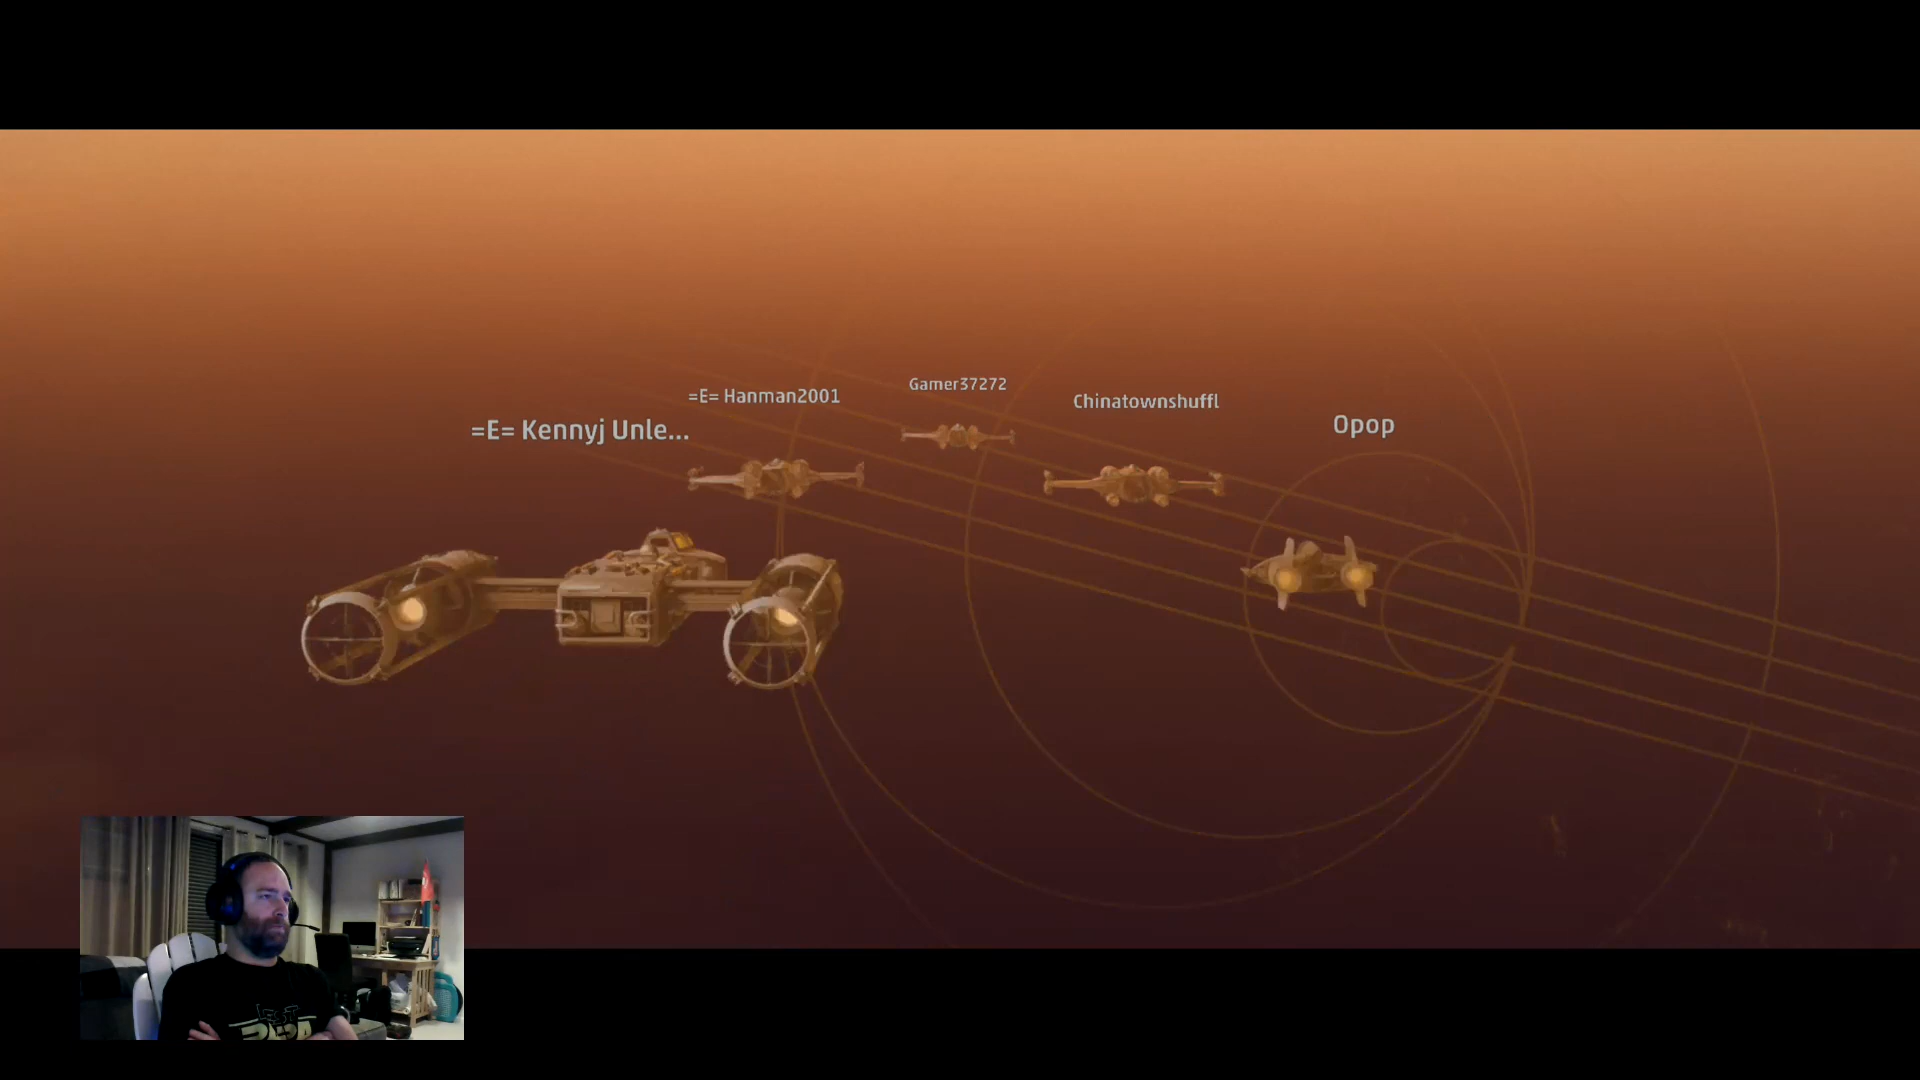 =E= Kennyj Unle...
=E= Hanman2001
Gamer37272
Chinatownshuffl
Opop